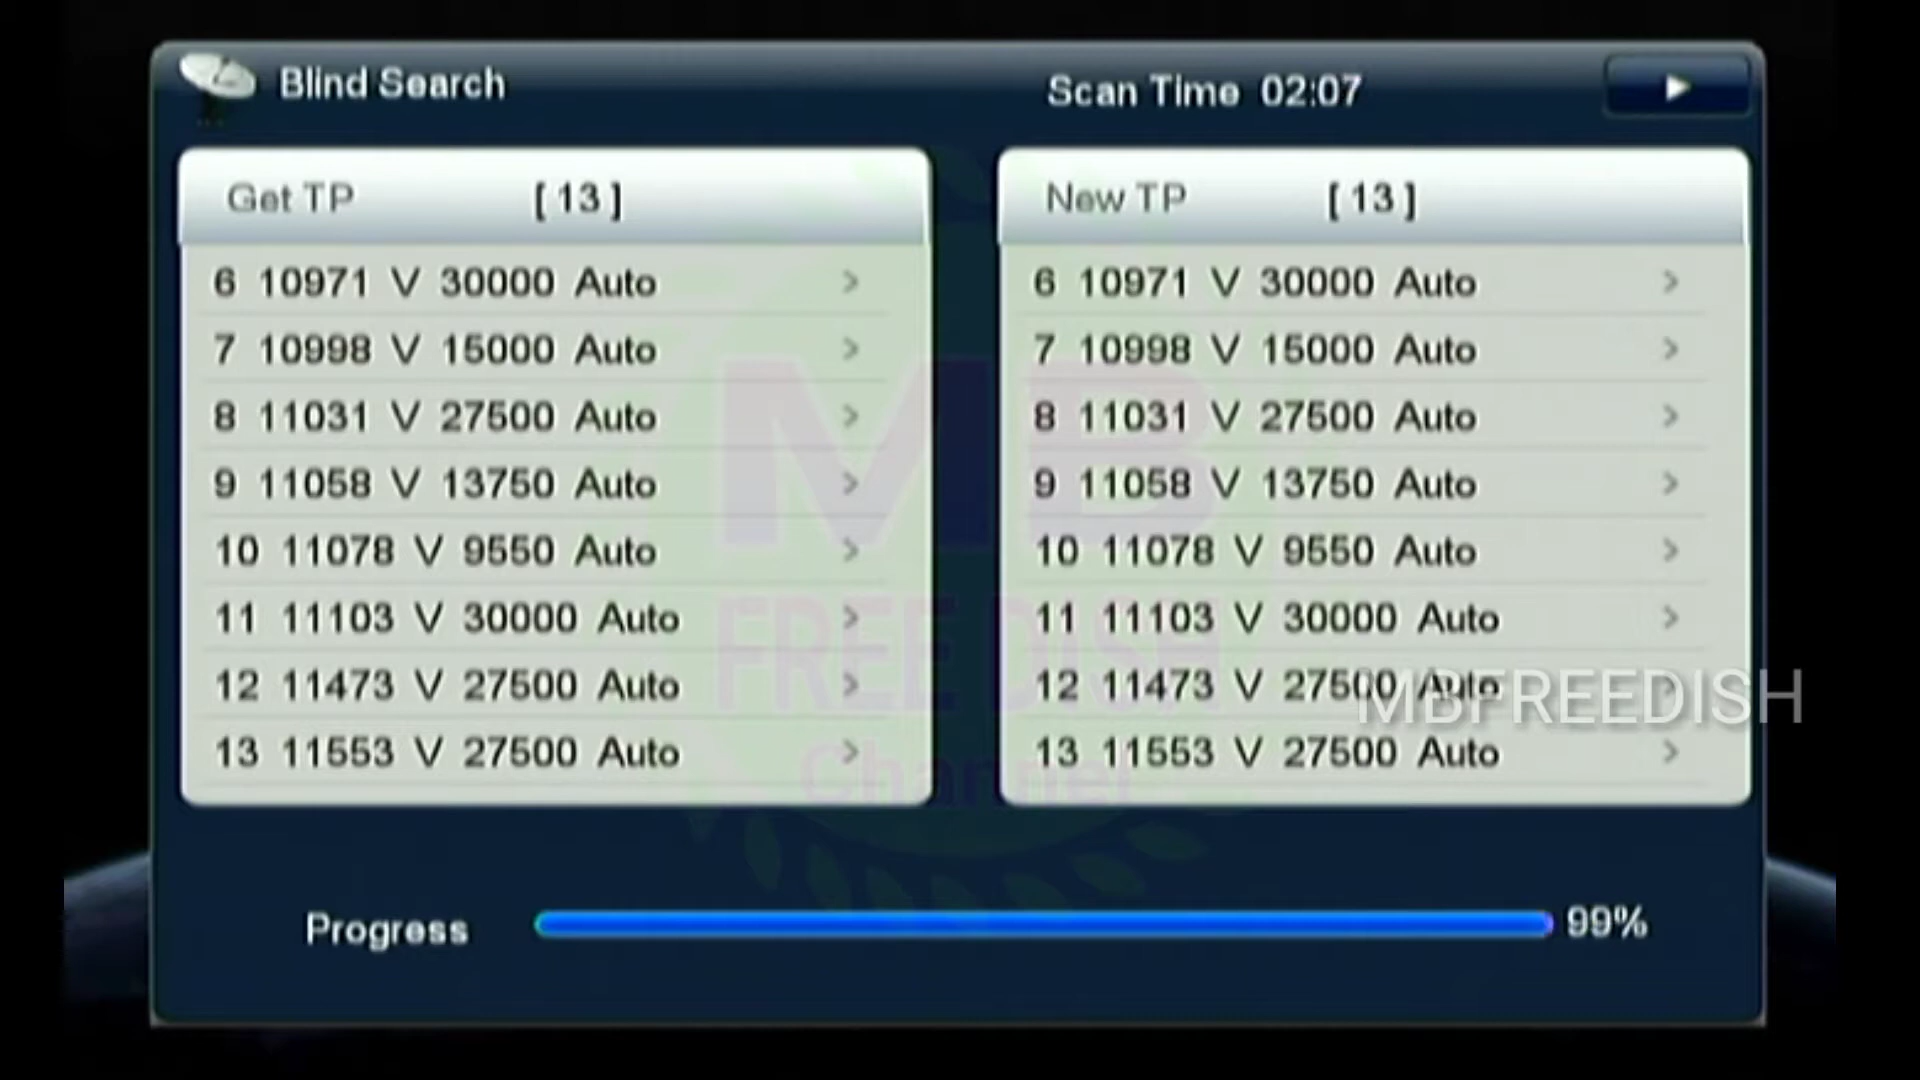 Blind Search
Scan Time 02:07
Get TP [ 13 ]
6 10971 V 30000 Auto >
7 10998 V 15000 Auto >
8 11031 V 27500 Auto >
9 11058 V 13750 Auto >
10 11078 V 9550 Auto >
11 11103 V 30000 Auto >
12 11473 V 27500 Auto >
13 11553 V 27500 Auto >
New TP [ 13 ]
6 10971 V 30000 Auto >
7 10998 V 15000 Auto >
8 11031 V 27500 Auto >
9 11058 V 13750 Auto >
10 11078 V 9550 Auto >
11 11103 V 30000 Auto >
12 11473 V 27500 Auto >
13 11553 V 27500 Auto >
MB
FREE DISH
Channel
MBFREEDISH
Progress 99%